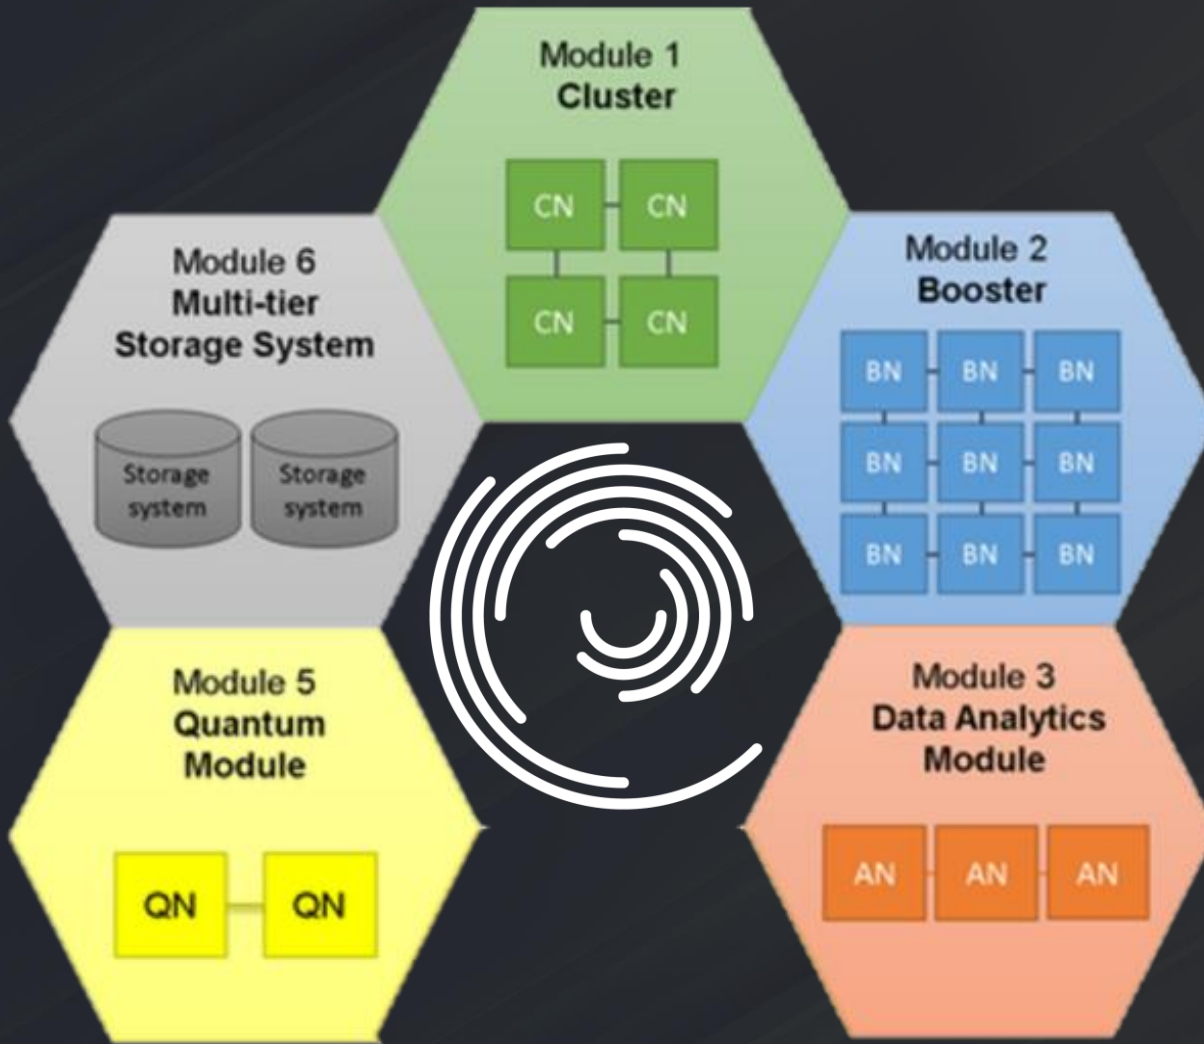 Module 1
Cluster
CN CN
CN CN
Module 2
Booster
BN BN BN
BN BN BN
BN BN BN
Module 6
Multi-tier
Storage System
Storage
system
Storage
system
Module 5
Quantum
Module
QN QN
Module 3
Data Analytics
Module
AN AN AN